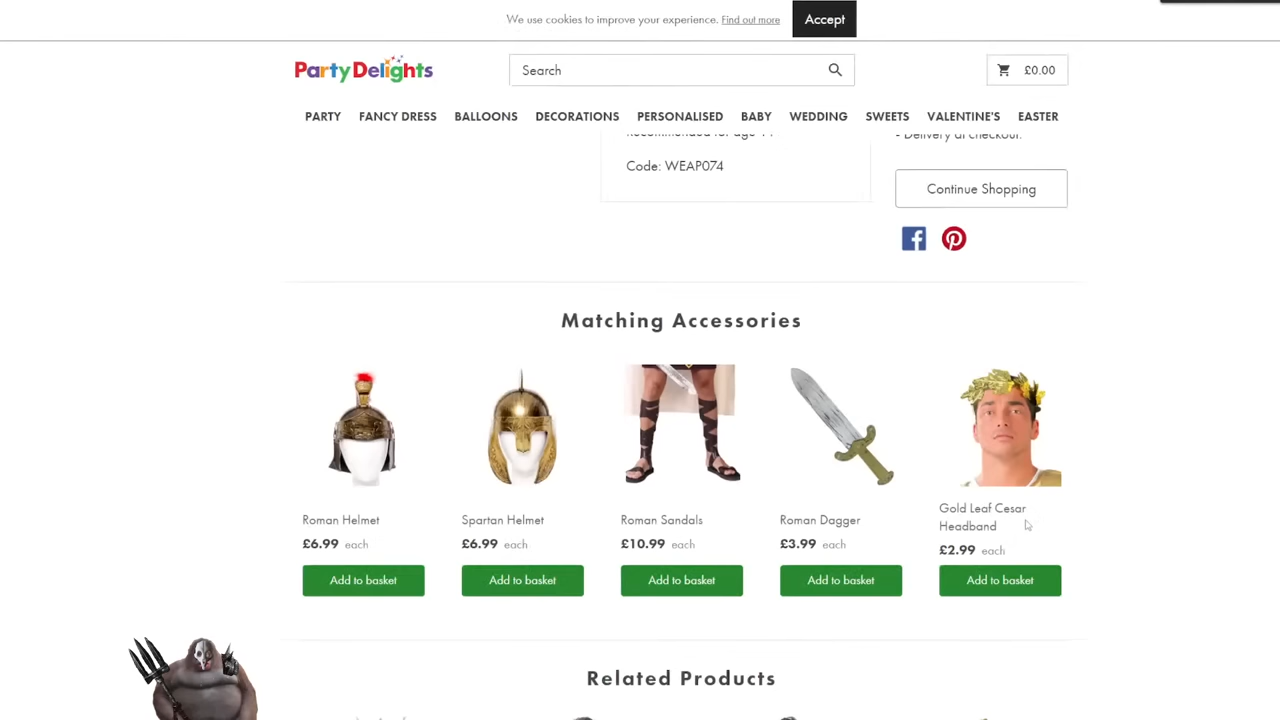 We use cookies to improve your experience. Find out more Accept
PartyDelights Search £0.00
PARTY FANCY DRESS BALLOONS DECORATIONS PERSONALISED BABY WEDDING SWEETS VALENTINE'S EASTER
- Delivery at checkout.
Code: WEAP074
Continue Shopping
Matching Accessories
Roman Helmet
£6.99 each
Add to basket
Spartan Helmet
£6.99 each
Add to basket
Roman Sandals
£10.99 each
Add to basket
Roman Dagger
£3.99 each
Add to basket
Gold Leaf Cesar
Headband
£2.99 each
Add to basket
Related Products